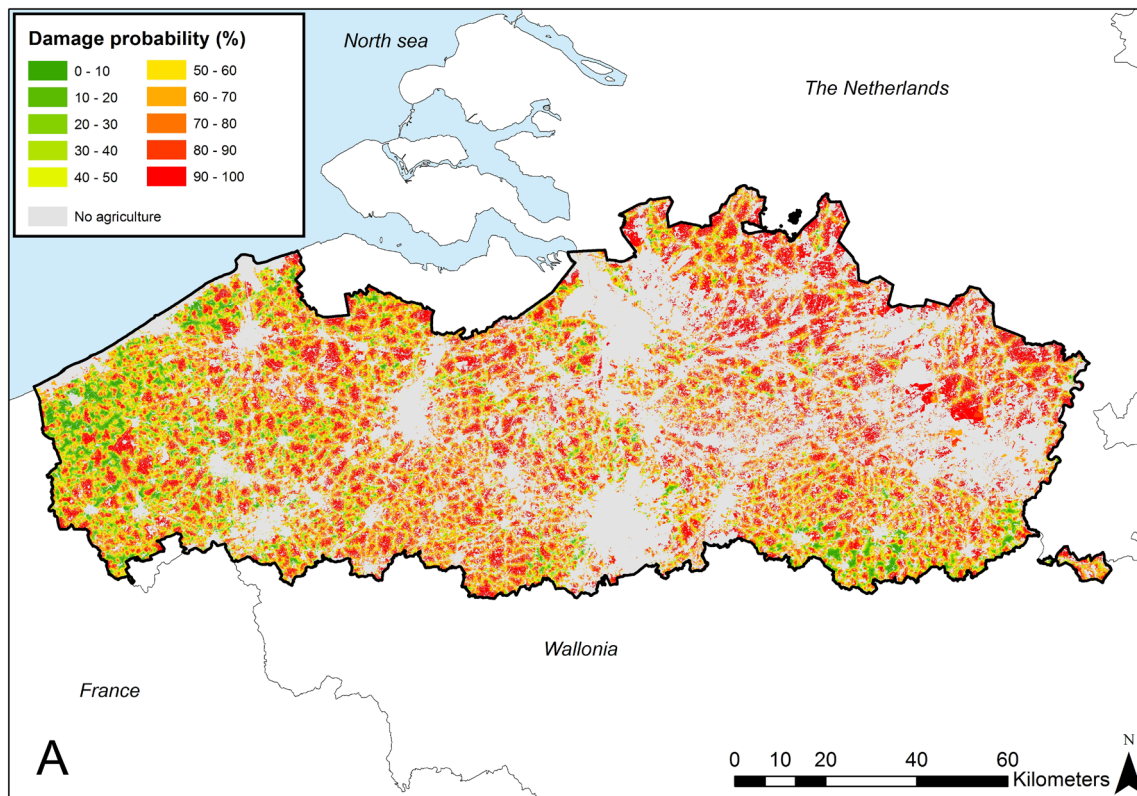 Damage probability (%)
0 - 10
10 - 20
20 - 30
30 - 40
40 - 50
50 - 60
60 - 70
70 - 80
80 - 90
90 - 100
No agriculture
North sea
The Netherlands
Wallonia
France
A
0 10 20 40 60
Kilometers
N